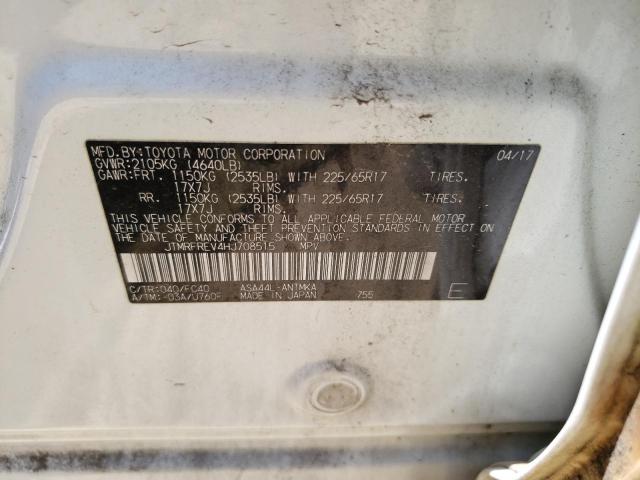 MFD.BY:TOYOTA MOTOR CORPORATION 04/17
GVWR:2105KG (4640LB)
GAWR:FRT. 1150KG (2535LB) WITH 225/65R17 TIRES.
17X7J RIMS.
RR. 1150KG (2535LB) WITH 225/65R17 TIRES.
17X7J RIMS.
THIS VEHICLE CONFORMS TO ALL APPLICABLE FEDERAL MOTOR
VEHICLE SAFETY AND THEFT PREVENTION STANDARDS IN EFFECT ON
THE DATE OF MANUFACTURE SHOWN ABOVE.
JTMRFREV4HJ708515 MPV
C/TR:040/FC40 ASA44L-ANTMKA
A/TM:-03A/U760F MADE IN JAPAN 755 E